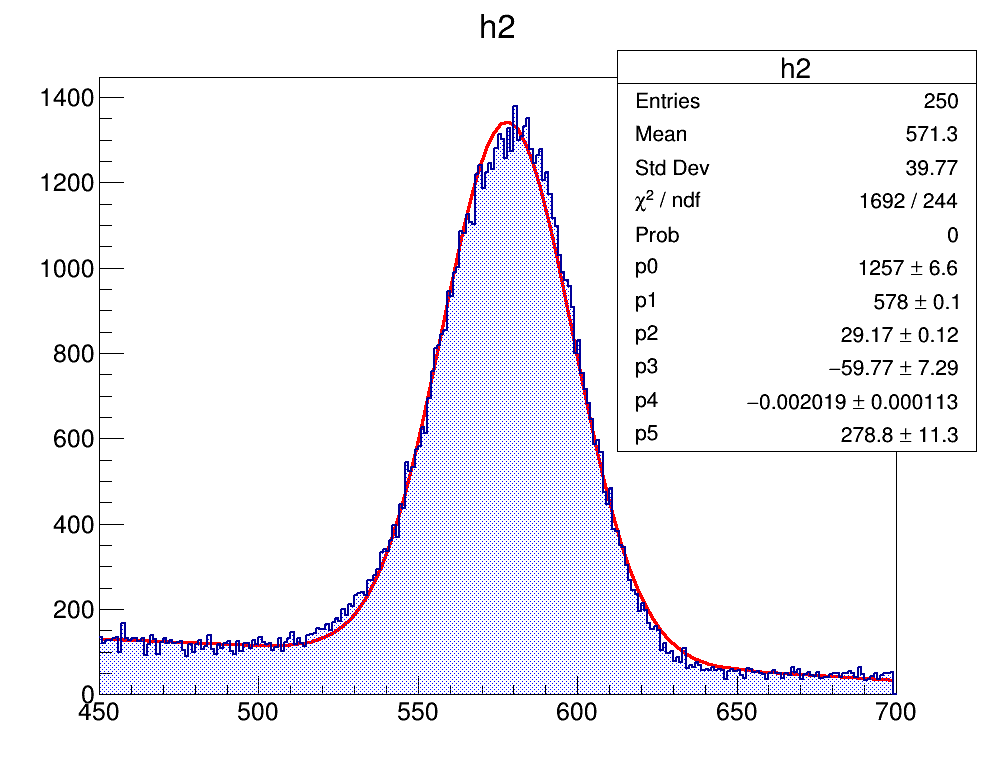 h2
h2
Entries 250
Mean 571.3
Std Dev 39.77
χ² / ndf 1692 / 244
Prob 0
p0 1257 ± 6.6
p1 578 ± 0.1
p2 29.17 ± 0.12
p3 −59.77 ± 7.29
p4 −0.002019 ± 0.000113
p5 278.8 ± 11.3
1400
1200
1000
800
600
400
200
0
450 500 550 600 650 700